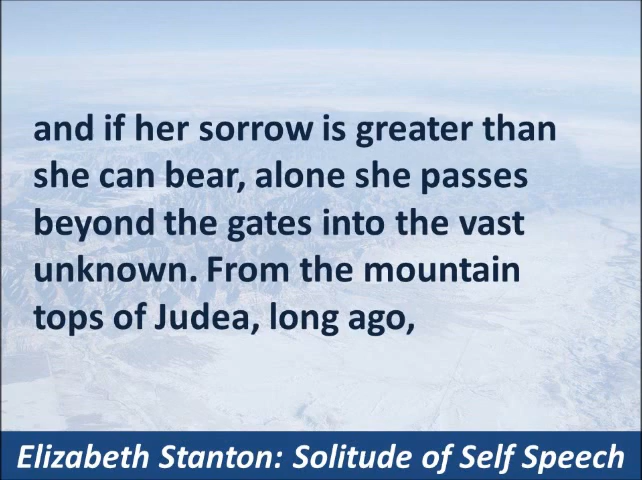 and if her sorrow is greater than
she can bear, alone she passes
beyond the gates into the vast
unknown. From the mountain
tops of Judea, long ago,
Elizabeth Stanton: Solitude of Self Speech